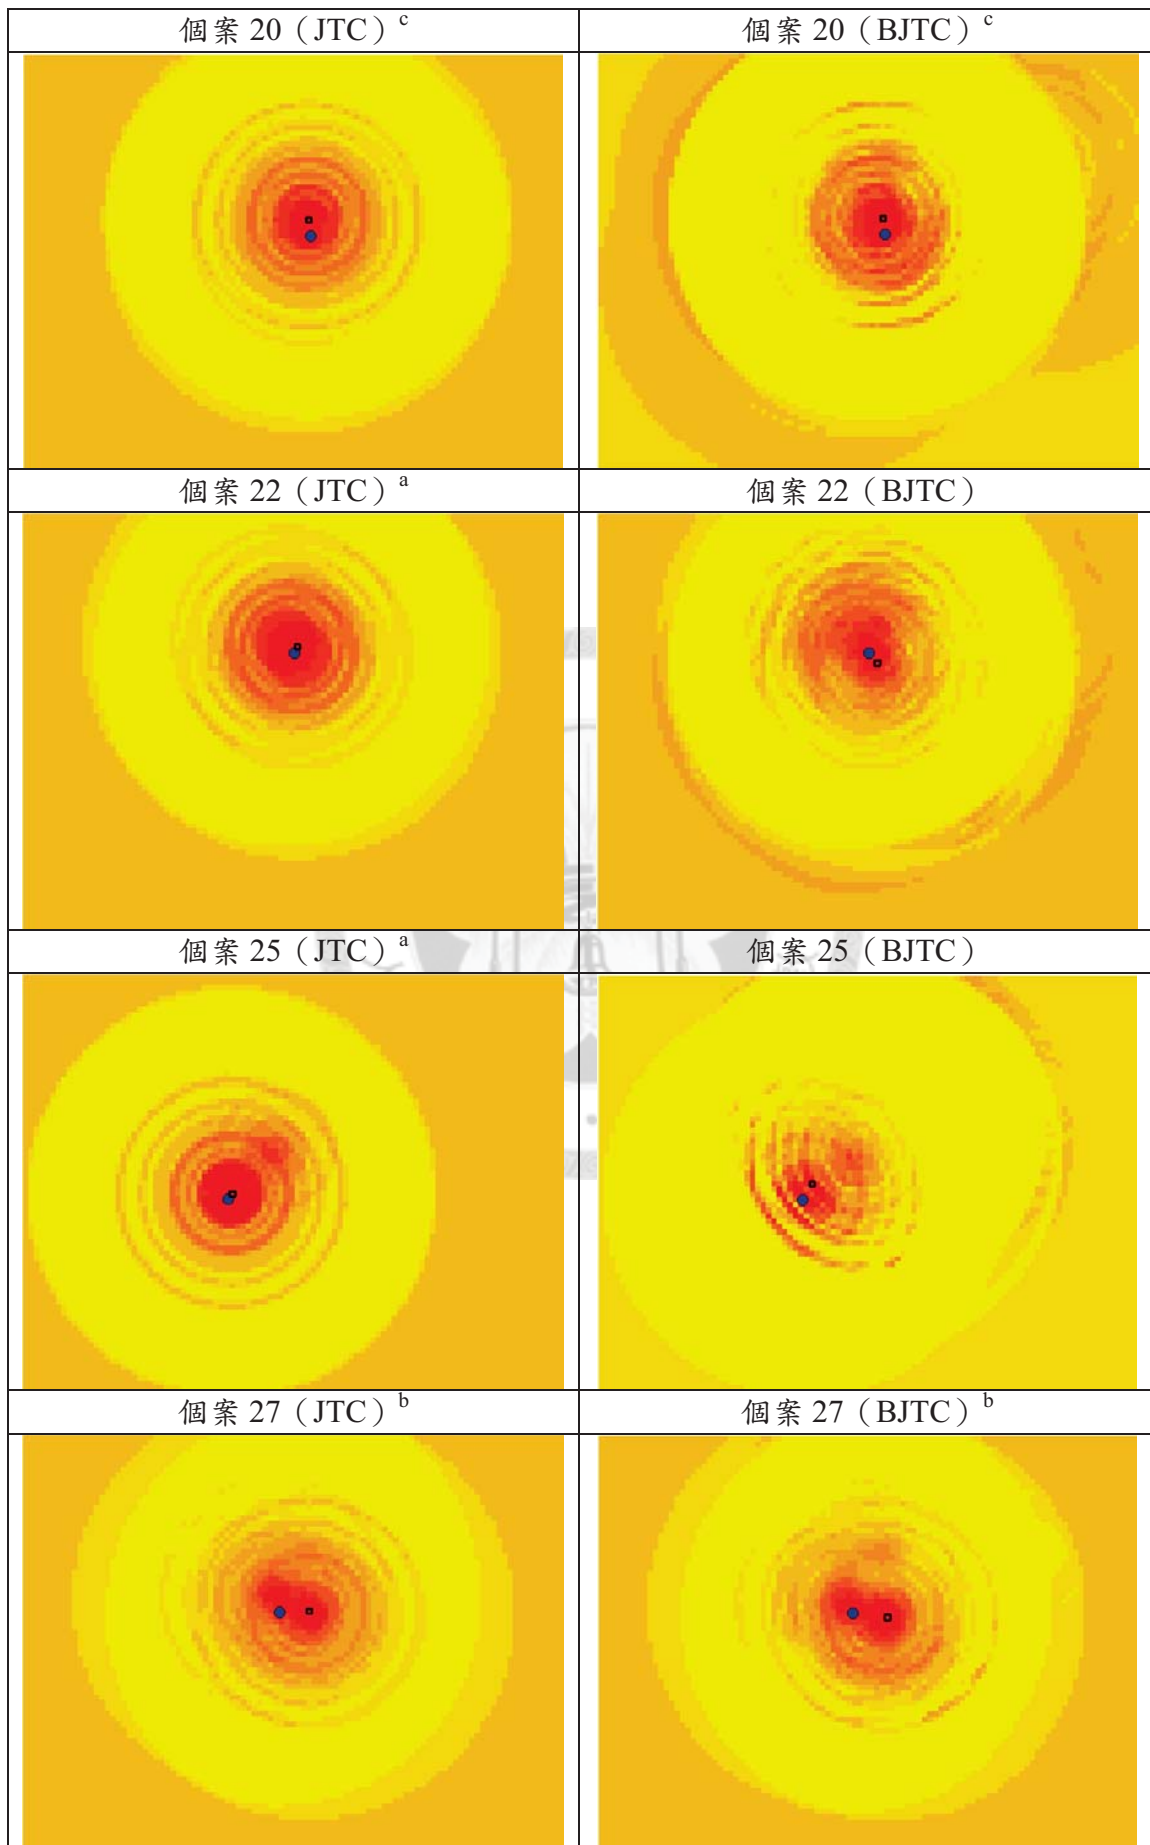 個案 20（JTC）c
個案 20（BJTC）c
個案 22（JTC）a
個案 22（BJTC）
個案 25（JTC）a
個案 25（BJTC）
個案 27（JTC）b
個案 27（BJTC）b